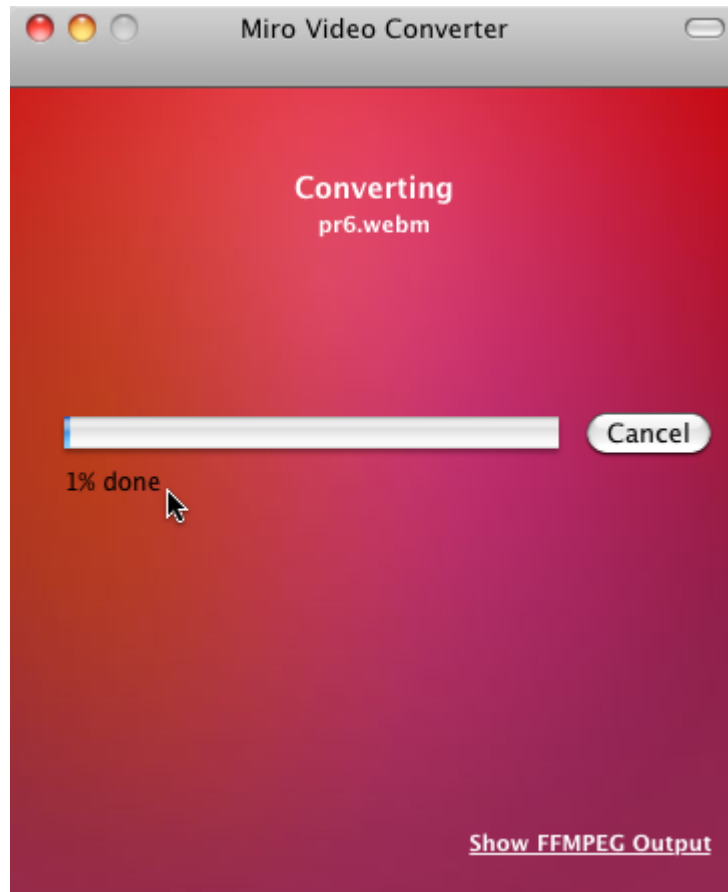 Miro Video Converter
Converting
pr6.webm
Cancel
1% done
Show FFMPEG Output